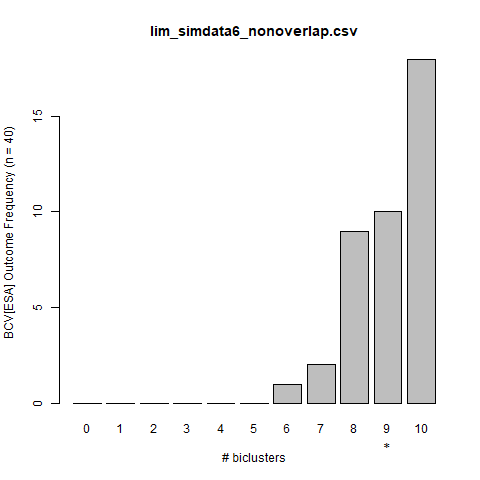 lim_simdata6_nonoverlap.csv
BCV[ESA] Outcome Frequency (n = 40)
15
10
5
0
0 1 2 3 4 5 6 7 8 9 10
*
# biclusters